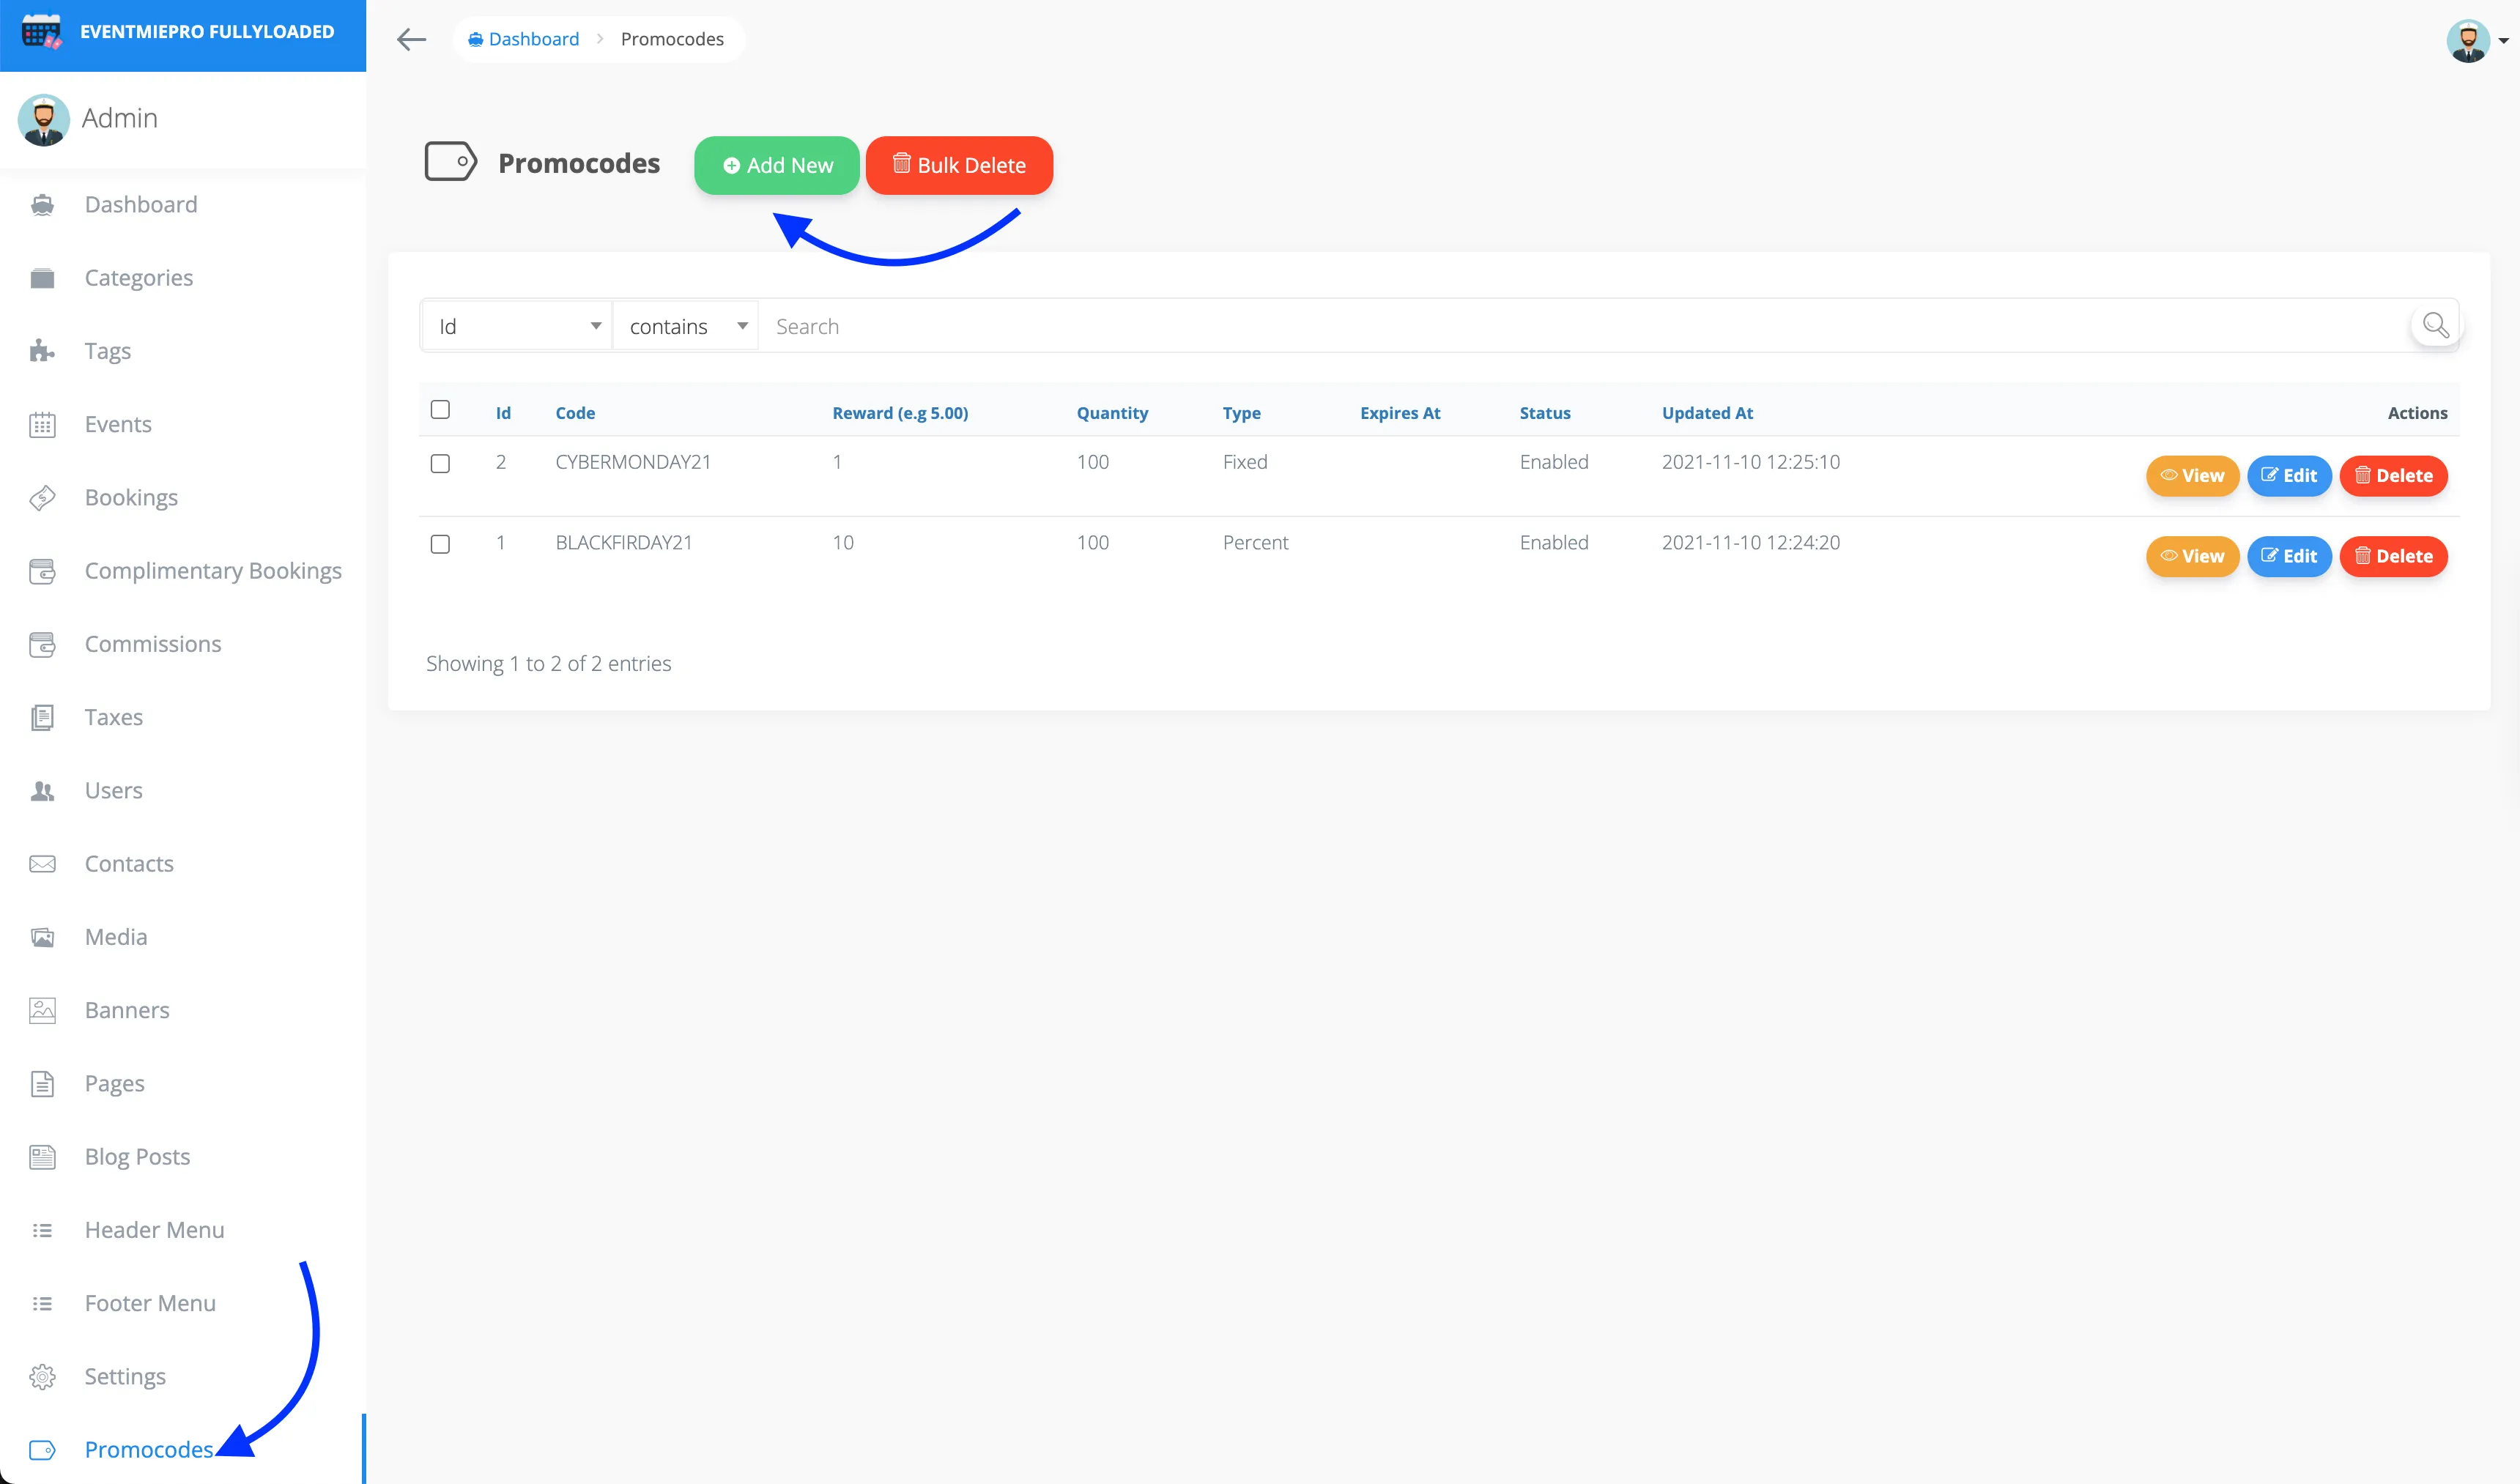 EVENTMIEPRO FULLYLOADED
Dashboard > Promocodes
Admin
Promocodes
Add New
Bulk Delete
Dashboard
Categories
Tags
Events
Bookings
Complimentary Bookings
Commissions
Taxes
Users
Contacts
Media
Banners
Pages
Blog Posts
Header Menu
Footer Menu
Settings
Promocodes
Id contains Search
Id Code Reward (e.g 5.00) Quantity Type Expires At Status Updated At Actions
2 CYBERMONDAY21 1 100 Fixed Enabled 2021-11-10 12:25:10 View Edit Delete
1 BLACKFIRDAY21 10 100 Percent Enabled 2021-11-10 12:24:20 View Edit Delete
Showing 1 to 2 of 2 entries